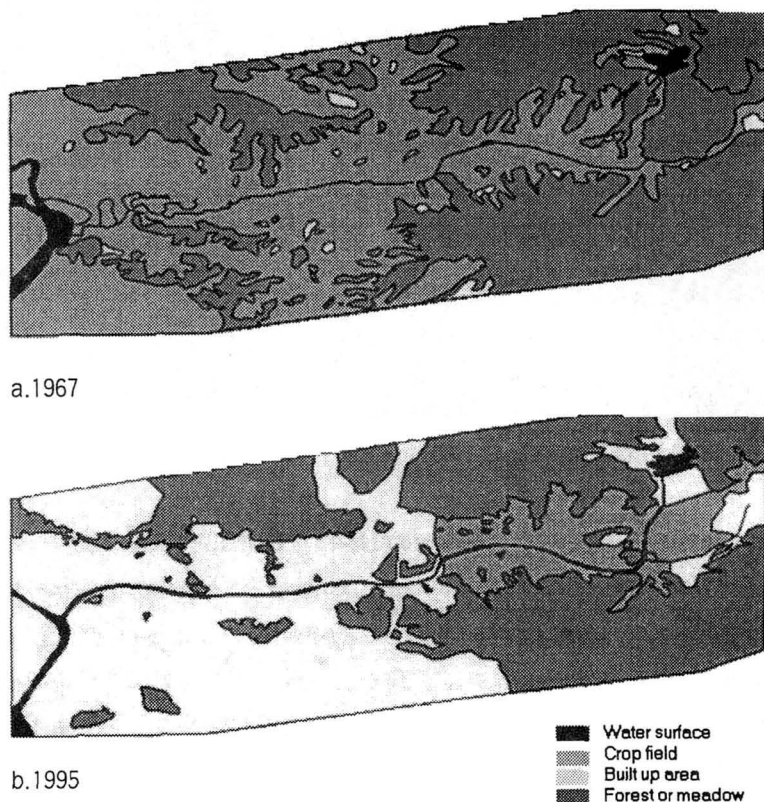 a.1967
b.1995
Water surface
Crop field
Built up area
Forest or meadow